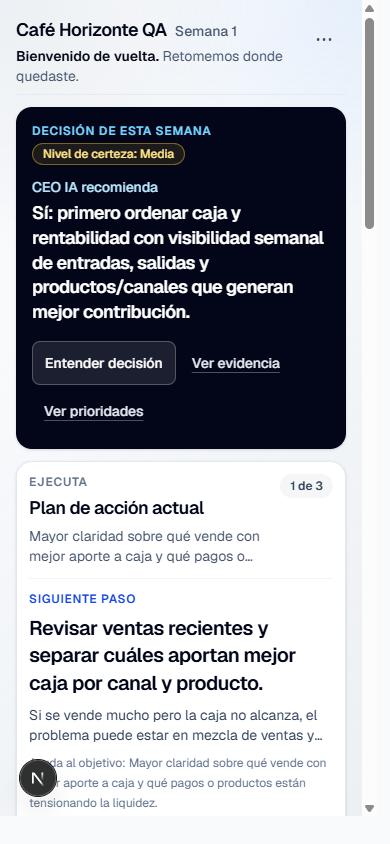 Café Horizonte QA Semana 1
...
Bienvenido de vuelta. Retomemos donde
quedaste.
DECISIÓN DE ESTA SEMANA
Nivel de certeza: Media
CEO IA recomienda
Sí: primero ordenar caja y
rentabilidad con visibilidad semanal
de entradas, salidas y
productos/canales que generan
mejor contribución.
Entender decisión Ver evidencia
Ver prioridades
EJECUTA
1 de 3
Plan de acción actual
Mayor claridad sobre qué vende con
mejor aporte a caja y qué pagos o...
SIGUIENTE PASO
Revisar ventas recientes y
separar cuáles aportan mejor
caja por canal y producto.
Si se vende mucho pero la caja no alcanza, el
problema puede estar en mezcla de ventas y...
al objetivo: Mayor claridad sobre qué vende con
N aporte a caja y qué pagos o productos están
tensionando la liquidez.